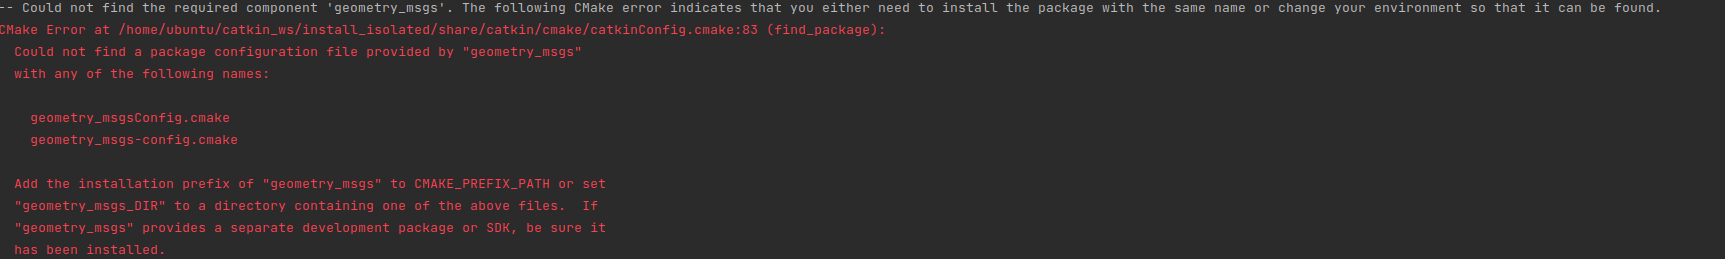 -- Could not find the required component 'geometry_msgs'. The following CMake error indicates that you either need to install the package with the same name or change your environment so that it can be found.
CMake Error at /home/ubuntu/catkin_ws/install_isolated/share/catkin/cmake/catkinConfig.cmake:83 (find_package):
Could not find a package configuration file provided by "geometry_msgs"
with any of the following names:
geometry_msgsConfig.cmake
geometry_msgs-config.cmake
Add the installation prefix of "geometry_msgs" to CMAKE_PREFIX_PATH or set
"geometry_msgs_DIR" to a directory containing one of the above files.  If
"geometry_msgs" provides a separate development package or SDK, be sure it
has been installed.